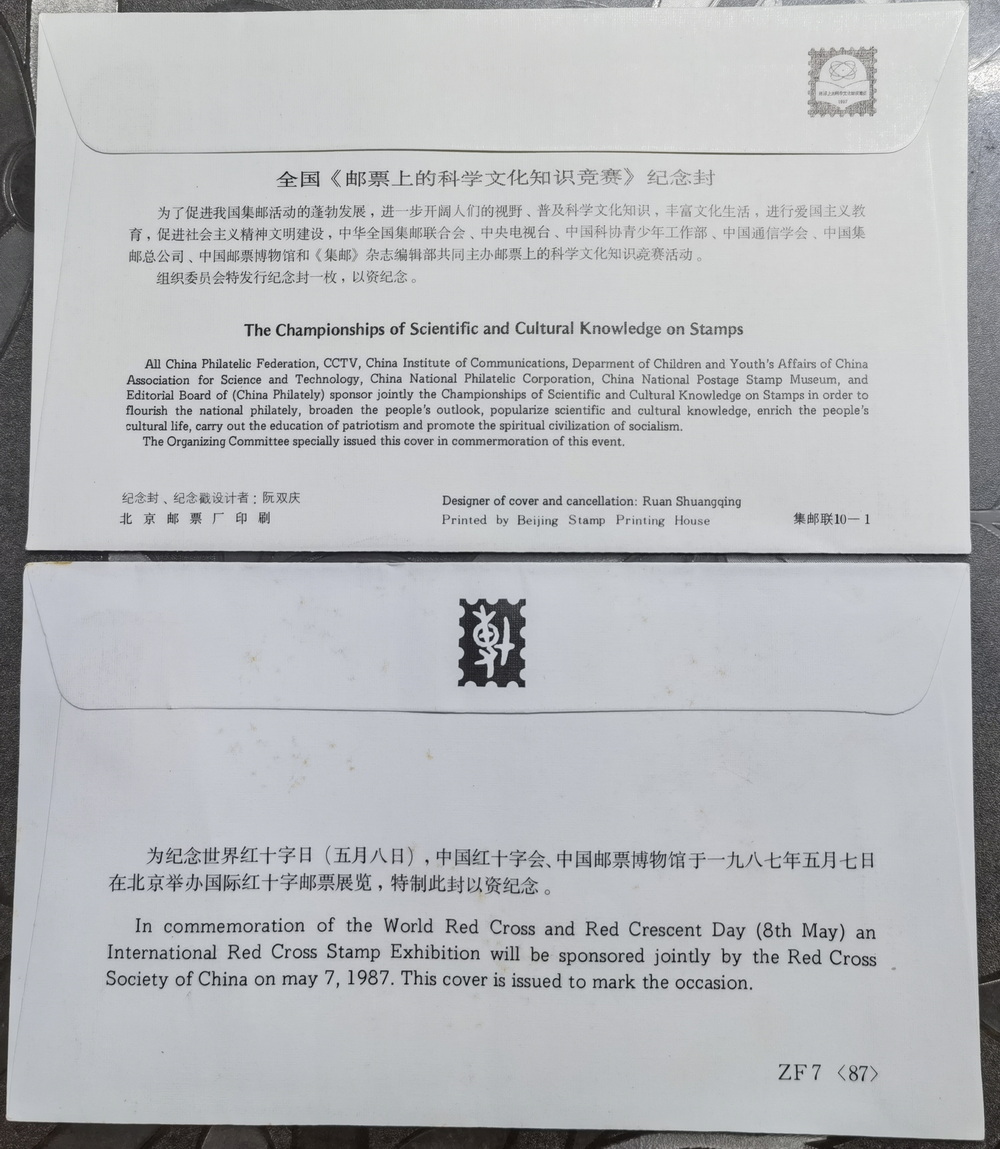 全国《邮票上的科学文化知识竞赛》纪念封
为了促进我国集邮活动的蓬勃发展，进一步开阔人们的视野、普及科学文化知识，丰富文化生活，进行爱国主义教
育，促进社会主义精神文明建设，中华全国集邮联合会、中央电视台、中国科协青少年工作部、中国通信学会、中国集
邮总公司、中国邮票博物馆和《集邮》杂志编辑部共同主办邮票上的科学文化知识竞赛活动。
组织委员会特发行纪念封一枚，以资纪念。
The Championships of Scientific and Cultural Knowledge on Stamps
All China Philatelic Federation, CCTV, China Institute of Communications, Deparment of Children and Youth's Affairs of China
Association for Science and Technology, China National Philatelic Corporation, China National Postage Stamp Museum, and
Editorial Board of (China Philately) sponsor jointly the Championships of Scientific and Cultural Knowledge on Stamps in order to
flourish the national philately, broaden the people's outlook, popularize scientific and cultural knowledge, enrich the people's
cultural life, carry out the education of patriotism and promote the spiritual civilization of socialism.
The Organizing Committee specially issued this cover in commermoration of this event.
纪念封、纪念戳设计者：阮双庆
Designer of cover and cancellation: Ruan Shuangqing
北京邮票厂印刷
Printed by Beijing Stamp Printing House
集邮联10－1
为纪念世界红十字日（五月八日），中国红十字会、中国邮票博物馆于一九八七年五月七日
在北京举办国际红十字邮票展览，特制此封以资纪念。
In commemoration of the World Red Cross and Red Crescent Day (8th May) an
International Red Cross Stamp Exhibition will be sponsored jointly by the Red Cross
Society of China on may 7, 1987. This cover is issued to mark the occasion.
ZF7〈87〉